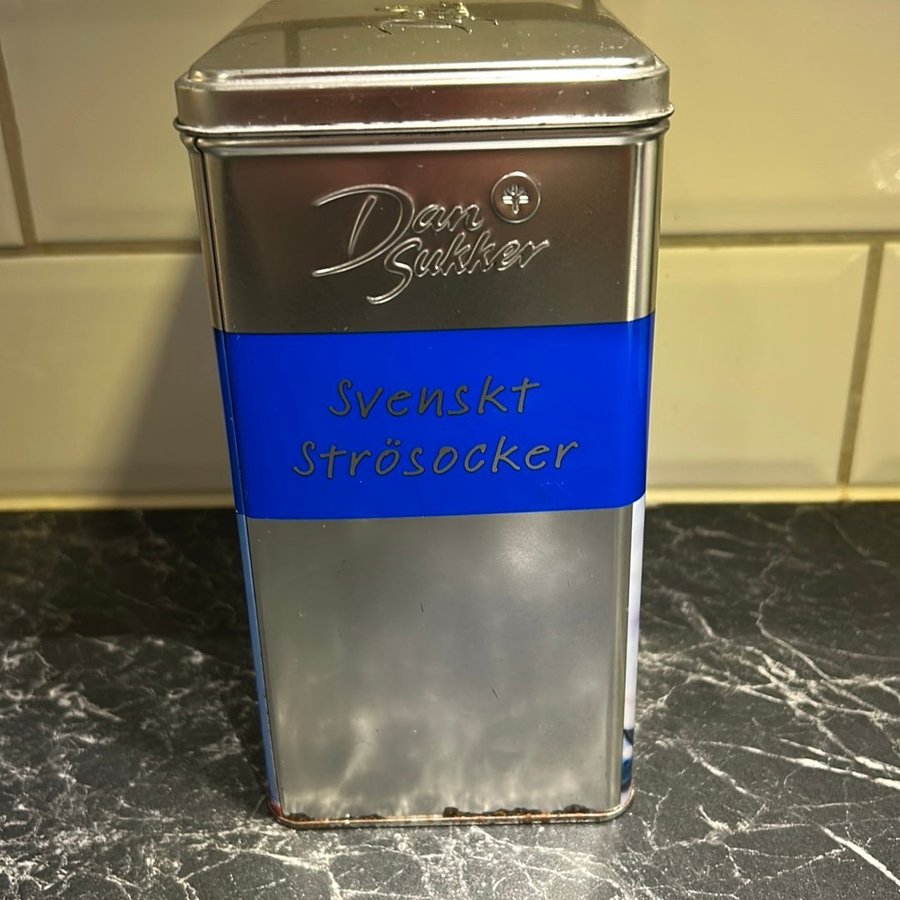 Dan
Sukker
Svenskt
Strösocker